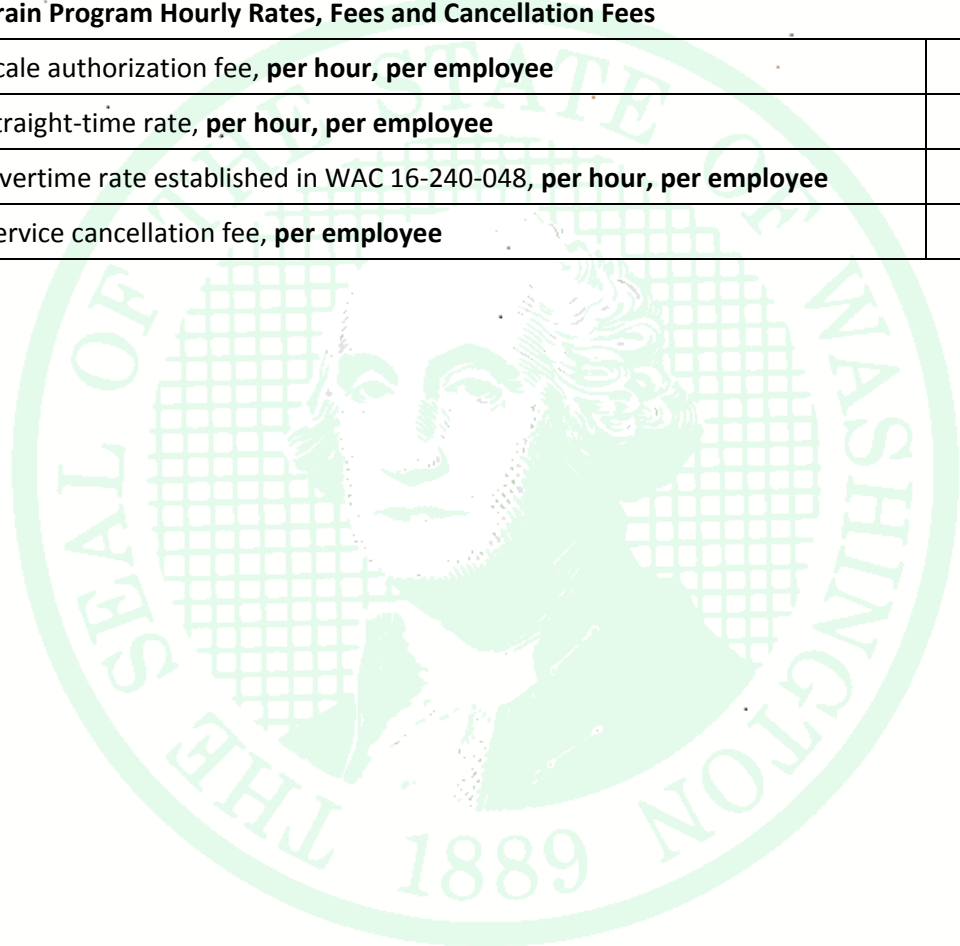 rain Program Hourly Rates, Fees and Cancellation Fees
cale authorization fee, per hour, per employee
traight-time rate, per hour, per employee
vertime rate established in WAC 16-240-048, per hour, per employee
ervice cancellation fee, per employee
THE SEAL OF THE STATE OF WASHINGTON
1889